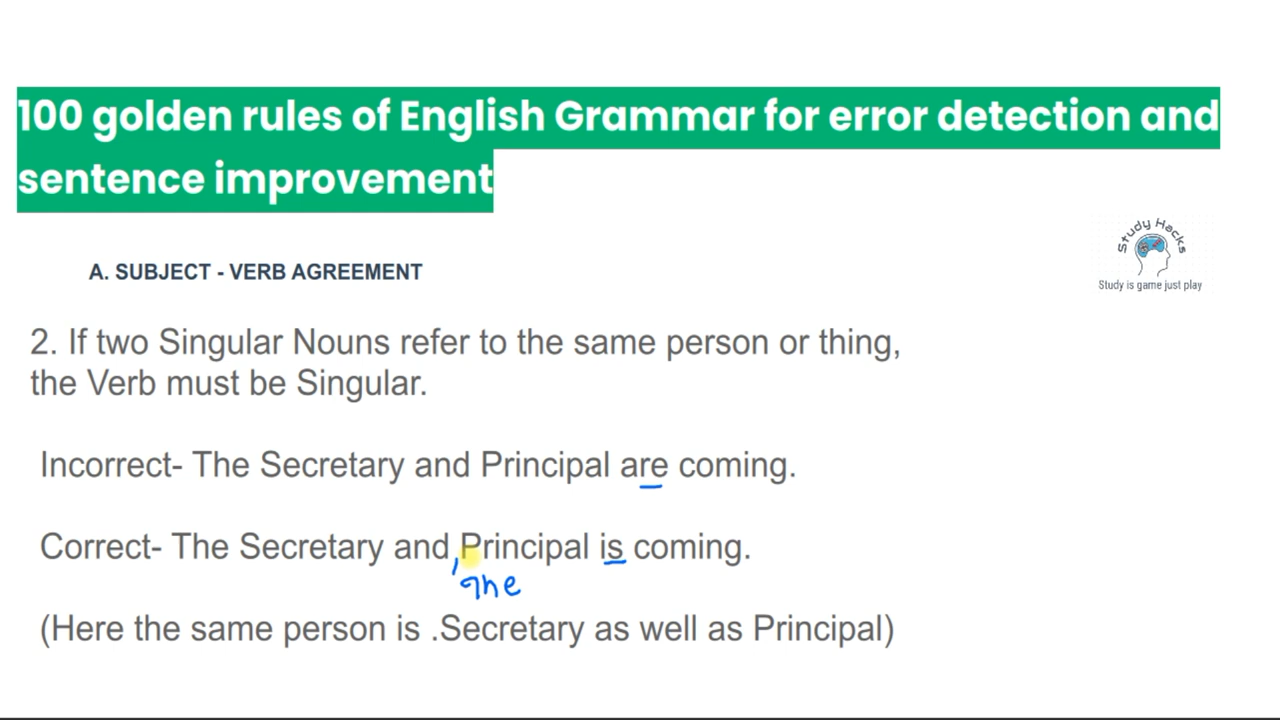 100 golden rules of English Grammar for error detection and
sentence improvement
Study Hacks
Study is game just play
A. SUBJECT - VERB AGREEMENT
2. If two Singular Nouns refer to the same person or thing,
the Verb must be Singular.
Incorrect- The Secretary and Principal are coming.
Correct- The Secretary and Principal is coming.
, The
(Here the same person is .Secretary as well as Principal)